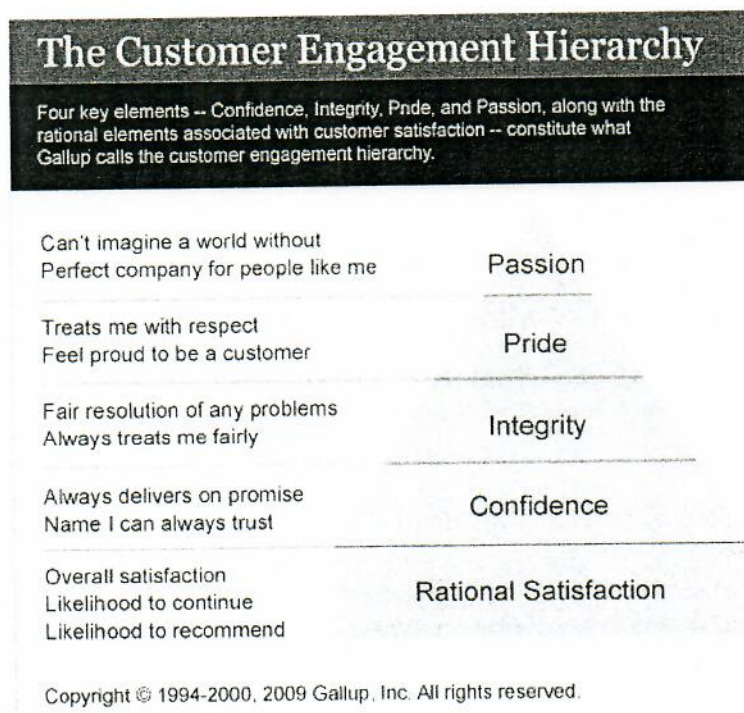 The Customer Engagement Hierarchy
Four key elements -- Confidence, Integrity, Pride, and Passion, along with the
rational elements associated with customer satisfaction -- constitute what
Gallup calls the customer engagement hierarchy.
Can't imagine a world without
Perfect company for people like me
Passion
Treats me with respect
Feel proud to be a customer
Pride
Fair resolution of any problems
Always treats me fairly
Integrity
Always delivers on promise
Name I can always trust
Confidence
Overall satisfaction
Likelihood to continue
Likelihood to recommend
Rational Satisfaction
Copyright © 1994-2000, 2009 Gallup, Inc. All rights reserved.